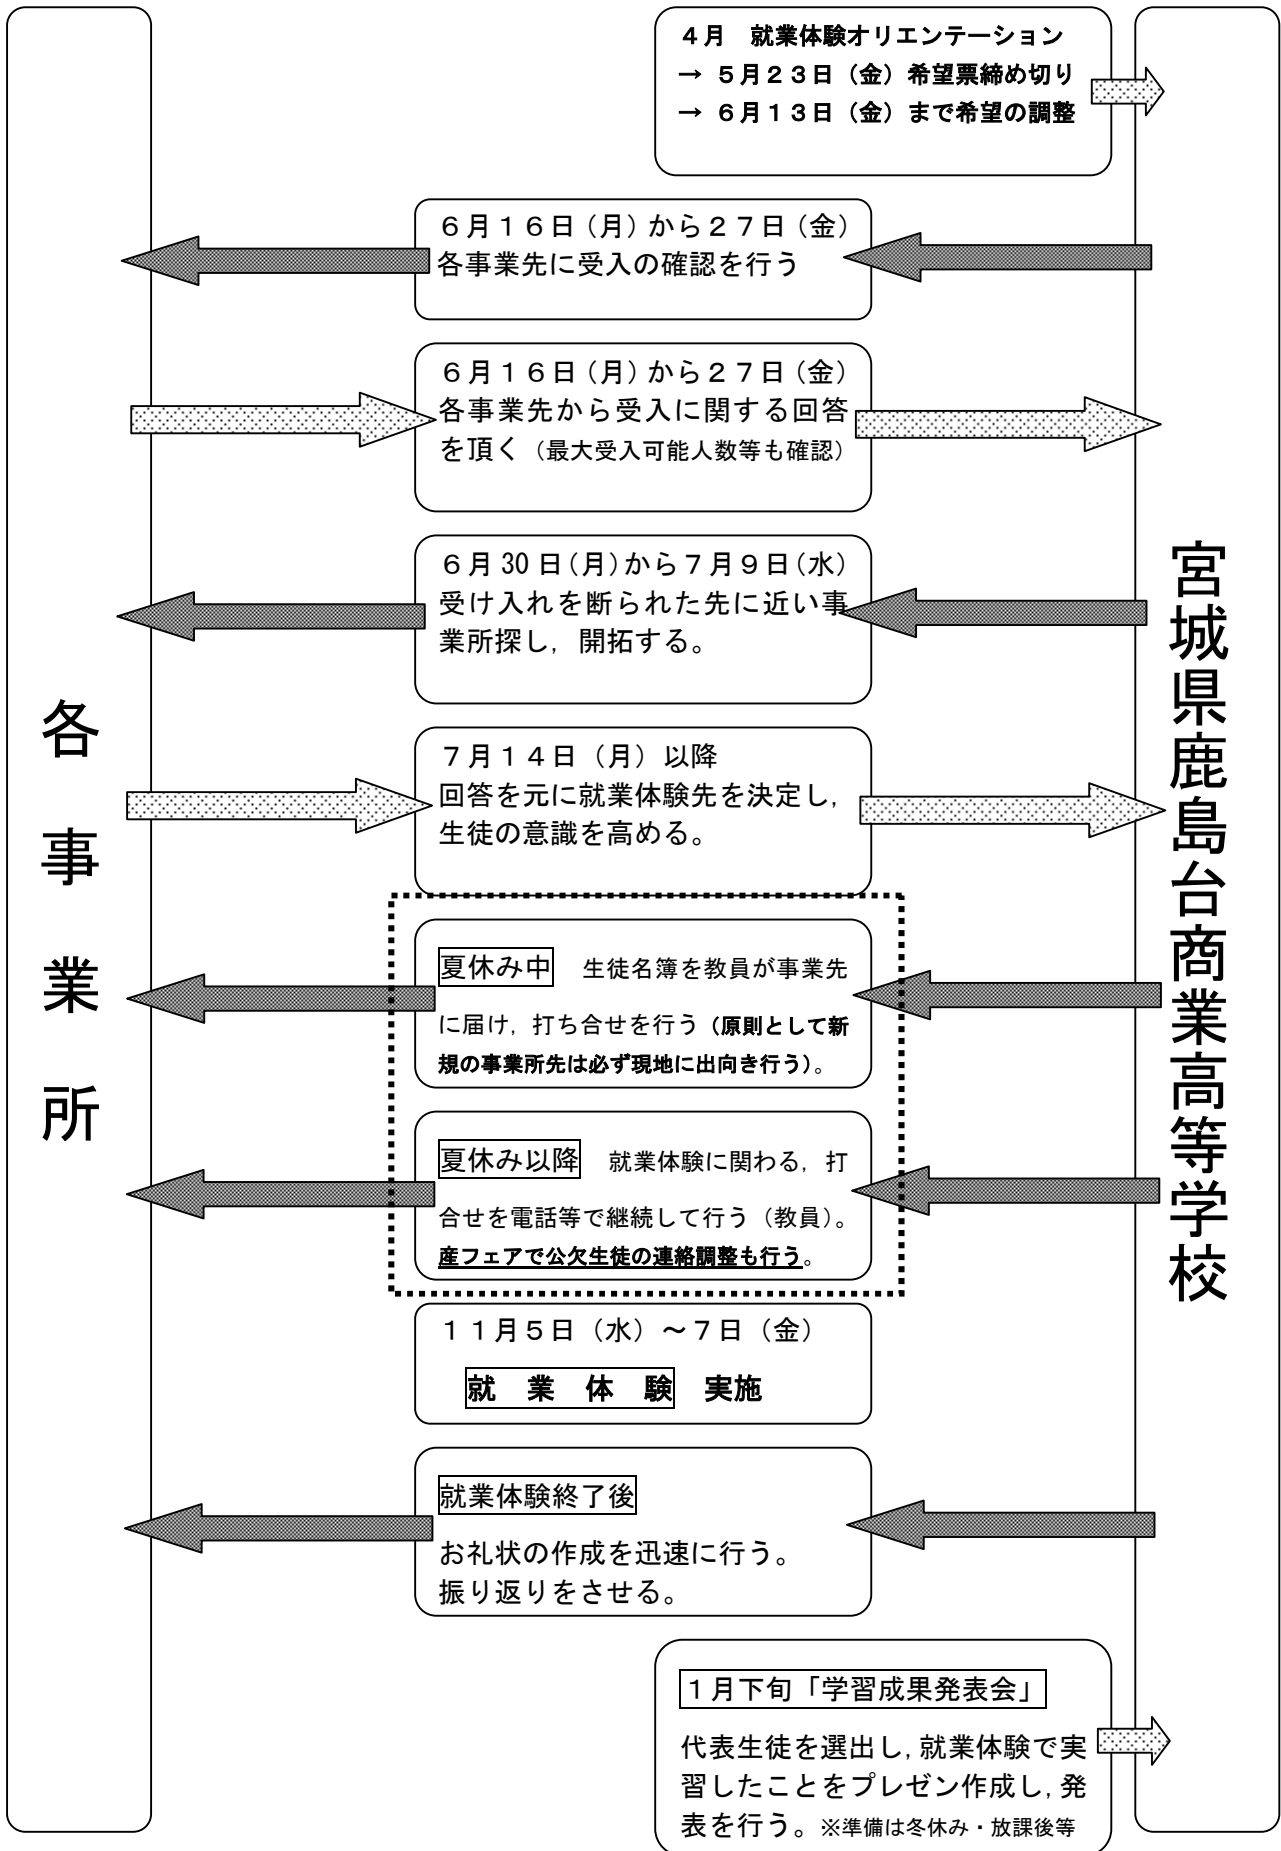 ４月　就業体験オリエンテーション
→ ５月２３日（金）希望票締め切り
→ ６月１３日（金）まで希望の調整
６月１６日（月）から２７日（金）
各事業先に受入の確認を行う
６月１６日（月）から２７日（金）
各事業先から受入に関する回答
を頂く（最大受入可能人数等も確認）
６月30日（月）から７月９日（水）
受け入れを断られた先に近い事
業所探し，開拓する。
７月１４日（月）以降
回答を元に就業体験先を決定し，
生徒の意識を高める。
夏休み中　生徒名簿を教員が事業先
に届け，打ち合せを行う（原則として新
規の事業所先は必ず現地に出向き行う）。
夏休み以降　就業体験に関わる，打
合せを電話等で継続して行う（教員）。
産フェアで公欠生徒の連絡調整も行う。
１１月５日（水）～７日（金）
就　業　体　験　実施
就業体験終了後
お礼状の作成を迅速に行う。
振り返りをさせる。
１月下旬「学習成果発表会」
代表生徒を選出し，就業体験で実
習したことをプレゼン作成し，発
表を行う。※準備は冬休み・放課後等
各事業所
宮城県鹿島台商業高等学校